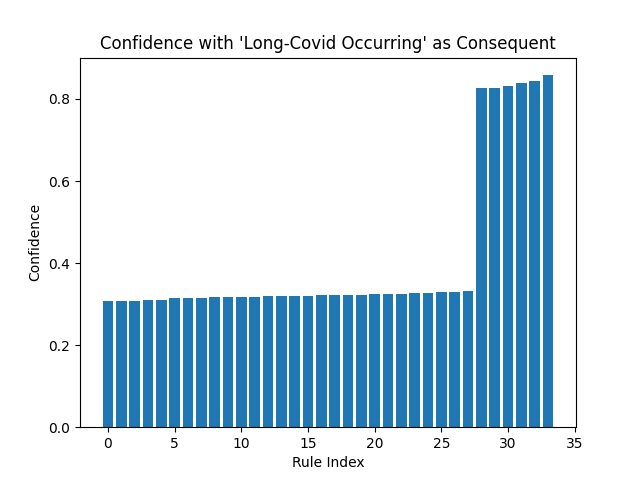 Confidence with 'Long-Covid Occurring' as Consequent
0.8
0.6
0.4
0.2
0.0
Confidence
0 5 10 15 20 25 30 35
Rule Index